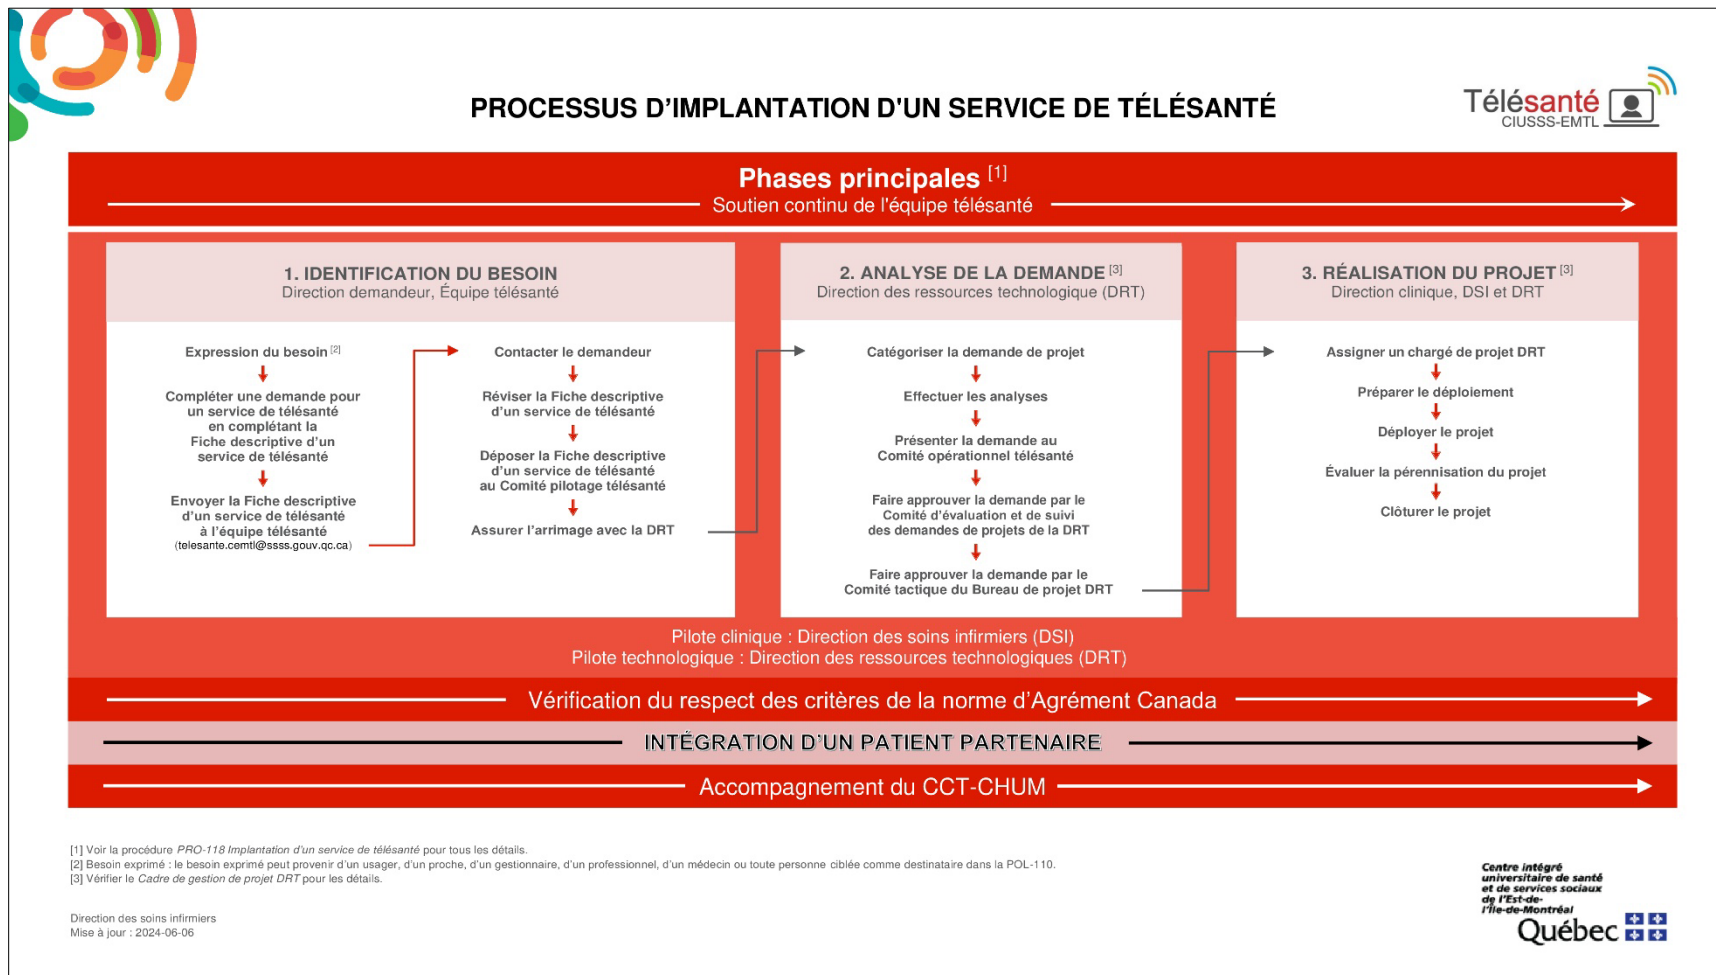 PROCESSUS D’IMPLANTATION D'UN SERVICE DE TÉLÉSANTÉ
Télésanté
CIUSSS-EMTL
Phases principales [1]
Soutien continu de l'équipe télésanté
1. IDENTIFICATION DU BESOIN
Direction demandeur, Équipe télésanté
Expression du besoin [2]
Compléter une demande pour
un service de télésanté
en complétant la
Fiche descriptive d’un
service de télésanté
Envoyer la Fiche descriptive
d’un service de télésanté
à l’équipe télésanté
(telesante.cemtl@ssss.gouv.qc.ca)
Contacter le demandeur
Réviser la Fiche descriptive
d’un service de télésanté
Déposer la Fiche descriptive
d’un service de télésanté
au Comité pilotage télésanté
Assurer l’arrimage avec la DRT
2. ANALYSE DE LA DEMANDE [3]
Direction des ressources technologique (DRT)
Catégoriser la demande de projet
Effectuer les analyses
Présenter la demande au
Comité opérationnel télésanté
Faire approuver la demande par le
Comité d’évaluation et de suivi
des demandes de projets de la DRT
Faire approuver la demande par le
Comité tactique du Bureau de projet DRT
3. RÉALISATION DU PROJET [3]
Direction clinique, DSI et DRT
Assigner un chargé de projet DRT
Préparer le déploiement
Déployer le projet
Évaluer la pérennisation du projet
Clôturer le projet
Pilote clinique : Direction des soins infirmiers (DSI)
Pilote technologique : Direction des ressources technologiques (DRT)
Vérification du respect des critères de la norme d’Agrément Canada
INTÉGRATION D’UN PATIENT PARTENAIRE
Accompagnement du CCT-CHUM
[1] Voir la procédure PRO-118 Implantation d’un service de télésanté pour tous les détails.
[2] Besoin exprimé : le besoin exprimé peut provenir d’un usager, d’un proche, d’un gestionnaire, d’un professionnel, d’un médecin ou toute personne ciblée comme destinataire dans la POL-110.
[3] Vérifier le Cadre de gestion de projet DRT pour les détails.
Direction des soins infirmiers
Mise à jour : 2024-06-06
Centre intégré
universitaire de santé
et de services sociaux
de l'Est-de-
l'Île-de-Montréal
Québec